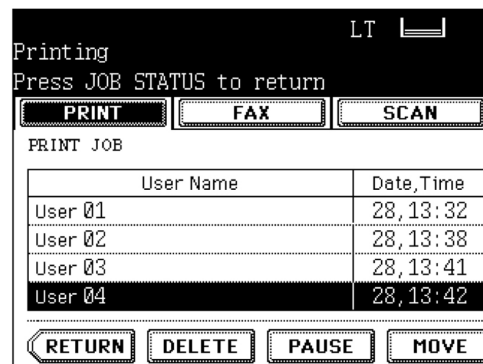 LT
Printing
Press JOB STATUS to return
PRINT FAX SCAN
PRINT JOB
User Name Date,Time
User 01 28,13:32
User 02 28,13:38
User 03 28,13:41
User 04 28,13:42
RETURN DELETE PAUSE MOVE